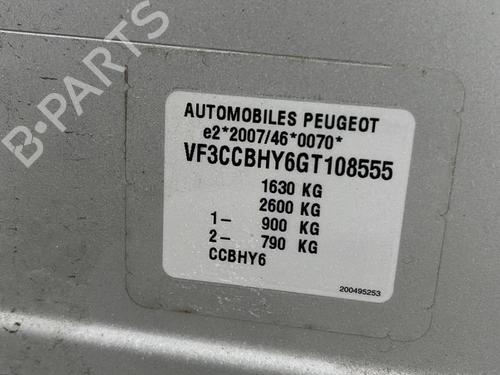 B-PARTS
AUTOMOBILES PEUGEOT
e2*2007/46*0070*
VF3CCBHY6GT108555
1630 KG
2600 KG
1- 900 KG
2- 790 KG
CCBHY6
200495253